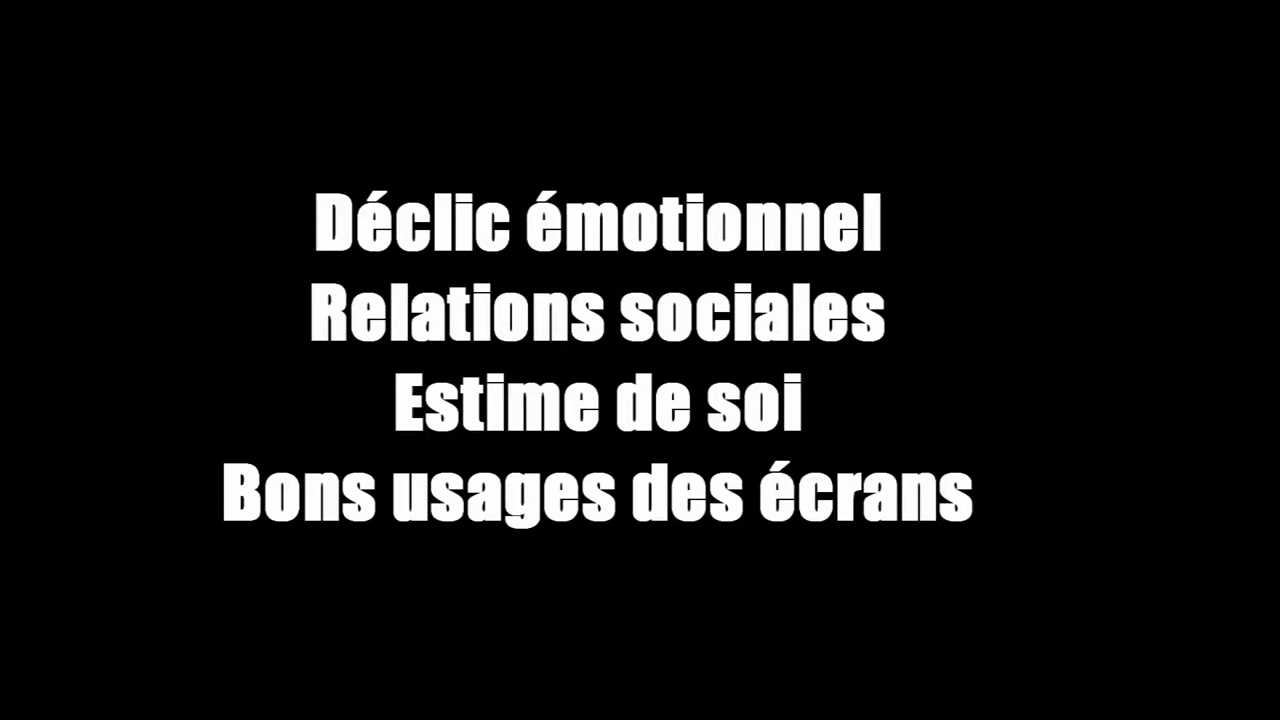 Déclic émotionnel
Relations sociales
Estime de soi
Bons usages des écrans